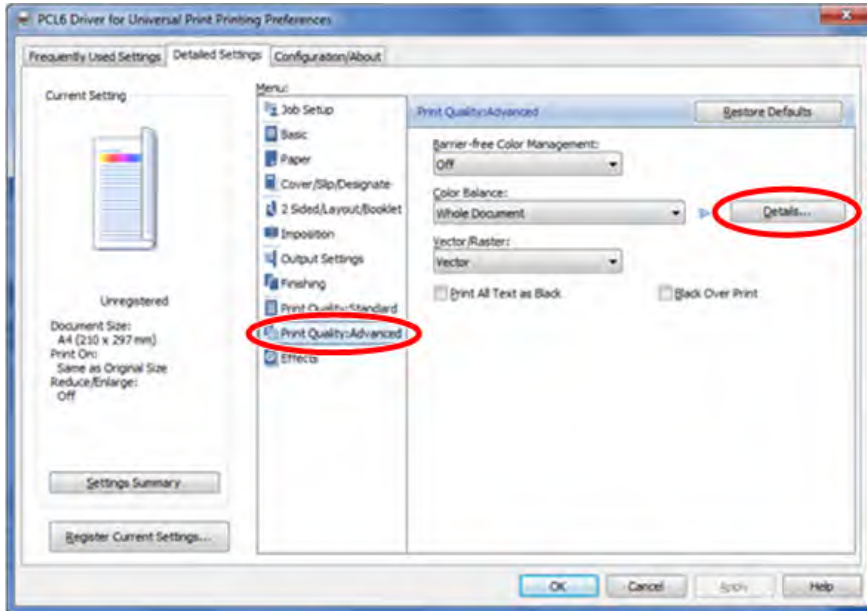 PCL6 Driver for Universal Print Printing Preferences
Frequently Used Settings Detailed Settings Configuration/About
Current Setting
Unregistered
Document Size:
A4 (210 x 297 mm)
Print On:
Same as Original Size
Reduce/Enlarge:
Off
Settings Summary
Register Current Settings...
Menu:
Job Setup
Basic
Paper
Cover/Slip/Designate
2 Sided/Layout/Booklet
Imposition
Output Settings
Finishing
Print Quality:Standard
Print Quality:Advanced
Effects
Print Quality:Advanced Restore Defaults
Barrier-free Color Management:
Off
Color Balance:
Whole Document Details...
Vector/Raster:
Vector
Print All Text as Black Black Over Print
OK Cancel Apply Help